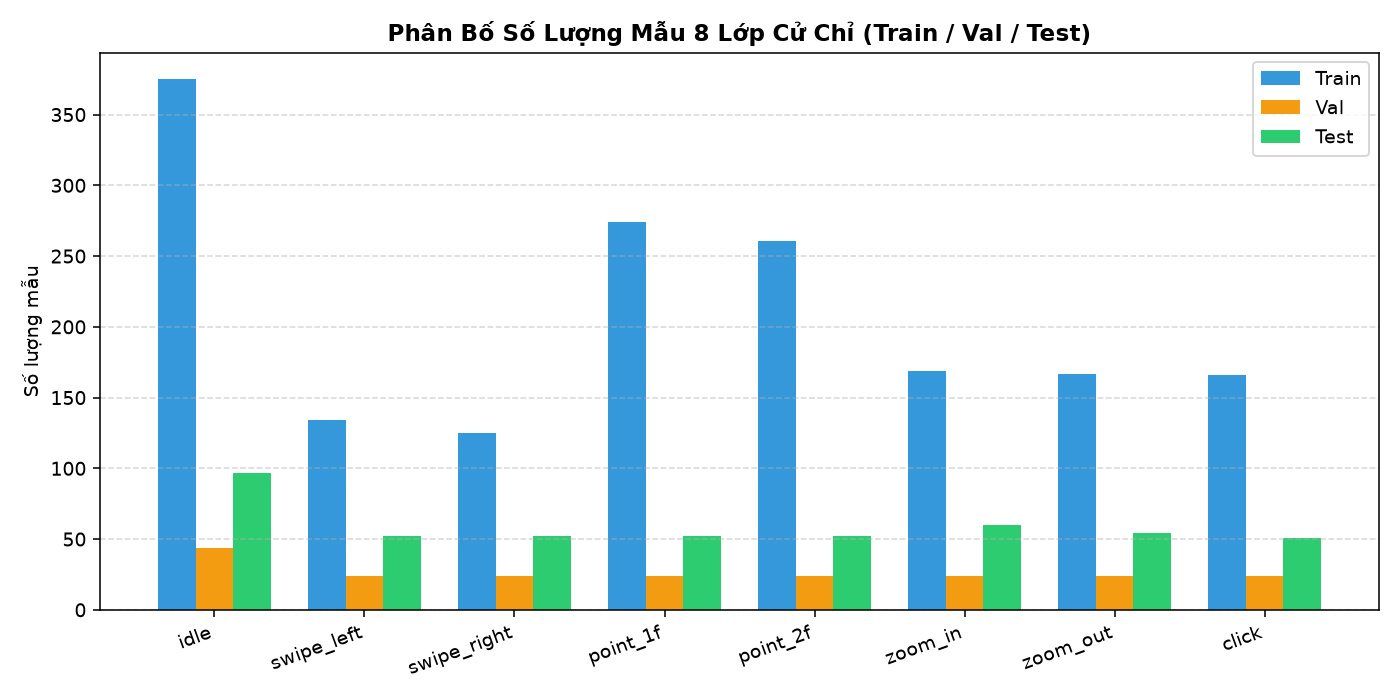 Phân Bố Số Lượng Mẫu 8 Lớp Cử Chỉ (Train / Val / Test)
Train
Val
Test
Số lượng mẫu
350
300
250
200
150
100
50
0
idle
swipe_left
swipe_right
point_1f
point_2f
zoom_in
zoom_out
click